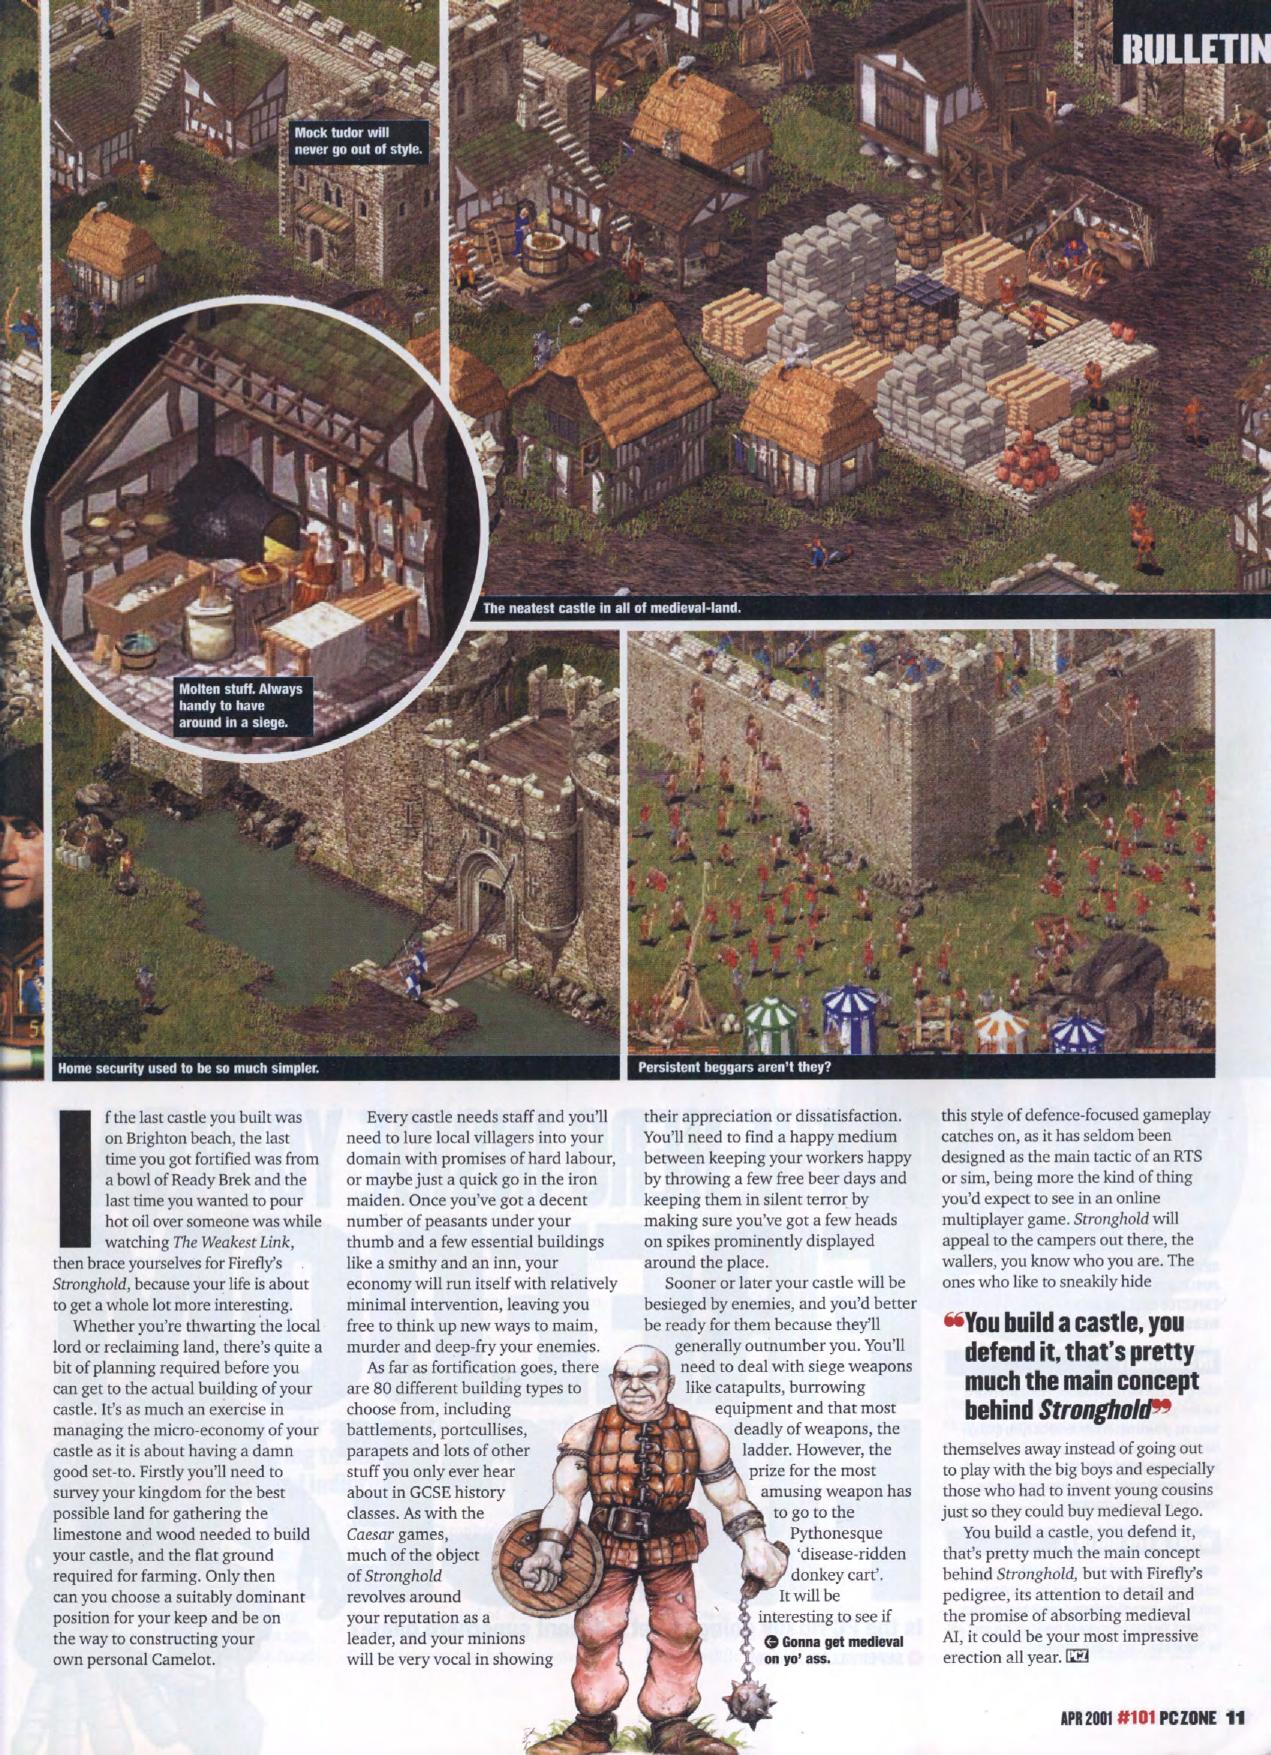 BULLETIN
Mock tudor will
never go out of style.
The neatest castle in all of medieval-land.
Molten stuff. Always
handy to have
around in a siege.
Home security used to be so much simpler.
Persistent beggars aren't they?
If the last castle you built was
on Brighton beach, the last
time you got fortified was from
a bowl of Ready Brek and the
last time you wanted to pour
hot oil over someone was while
watching The Weakest Link,
then brace yourselves for Firefly's
Stronghold, because your life is about
to get a whole lot more interesting.
Whether you're thwarting the local
lord or reclaiming land, there's quite a
bit of planning required before you
can get to the actual building of your
castle. It's as much an exercise in
managing the micro-economy of your
castle as it is about having a damn
good set-to. Firstly you'll need to
survey your kingdom for the best
possible land for gathering the
limestone and wood needed to build
your castle, and the flat ground
required for farming. Only then
can you choose a suitably dominant
position for your keep and be on
the way to constructing your
own personal Camelot.
Every castle needs staff and you'll
need to lure local villagers into your
domain with promises of hard labour,
or maybe just a quick go in the iron
maiden. Once you've got a decent
number of peasants under your
thumb and a few essential buildings
like a smithy and an inn, your
economy will run itself with relatively
minimal intervention, leaving you
free to think up new ways to maim,
murder and deep-fry your enemies.
As far as fortification goes, there
are 80 different building types to
choose from, including
battlements, portcullises,
parapets and lots of other
stuff you only ever hear
about in GCSE history
classes. As with the
Caesar games,
much of the object
of Stronghold
revolves around
your reputation as a
leader, and your minions
will be very vocal in showing
their appreciation or dissatisfaction.
You'll need to find a happy medium
between keeping your workers happy
by throwing a few free beer days and
keeping them in silent terror by
making sure you've got a few heads
on spikes prominently displayed
around the place.
Sooner or later your castle will be
besieged by enemies, and you'd better
be ready for them because they'll
generally outnumber you. You'll
need to deal with siege weapons
like catapults, burrowing
equipment and that most
deadly of weapons, the
ladder. However, the
prize for the most
amusing weapon has
to go to the
Pythonesque
'disease-ridden
donkey cart'.
It will be
interesting to see if
Gonna get medieval
on yo' ass.
this style of defence-focused gameplay
catches on, as it has seldom been
designed as the main tactic of an RTS
or sim, being more the kind of thing
you'd expect to see in an online
multiplayer game. Stronghold will
appeal to the campers out there, the
wallers, you know who you are. The
ones who like to sneakily hide
“You build a castle, you
defend it, that's pretty
much the main concept
behind Stronghold”
themselves away instead of going out
to play with the big boys and especially
those who had to invent young cousins
just so they could buy medieval Lego.
You build a castle, you defend it,
that's pretty much the main concept
behind Stronghold, but with Firefly's
pedigree, its attention to detail and
the promise of absorbing medieval
AI, it could be your most impressive
erection all year. PCZ
APR 2001 #101 PC ZONE 11